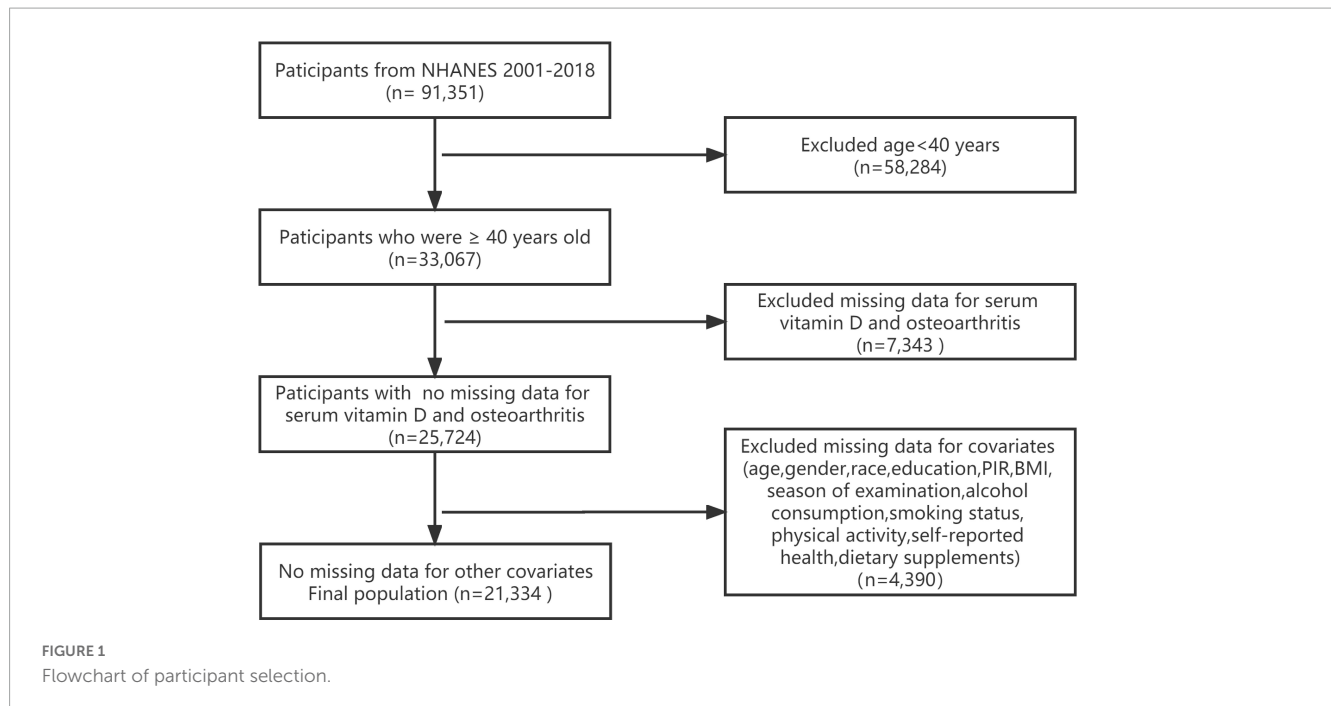 Paticipants from NHANES 2001-2018
(n= 91,351)
Excluded age<40 years
(n=58,284)
Paticipants who were ≥ 40 years old
(n=33,067)
Excluded missing data for serum
vitamin D and osteoarthritis
(n=7,343 )
Paticipants with  no missing data for
serum vitamin D and osteoarthritis
(n=25,724)
Excluded missing data for covariates
(age,gender,race,education,PIR,BMI,
season of examination,alcohol
consumption,smoking status,
physical activity,self-reported
health,dietary supplements)
(n=4,390)
No missing data for other covariates
Final population (n=21,334 )
FIGURE 1
Flowchart of participant selection.